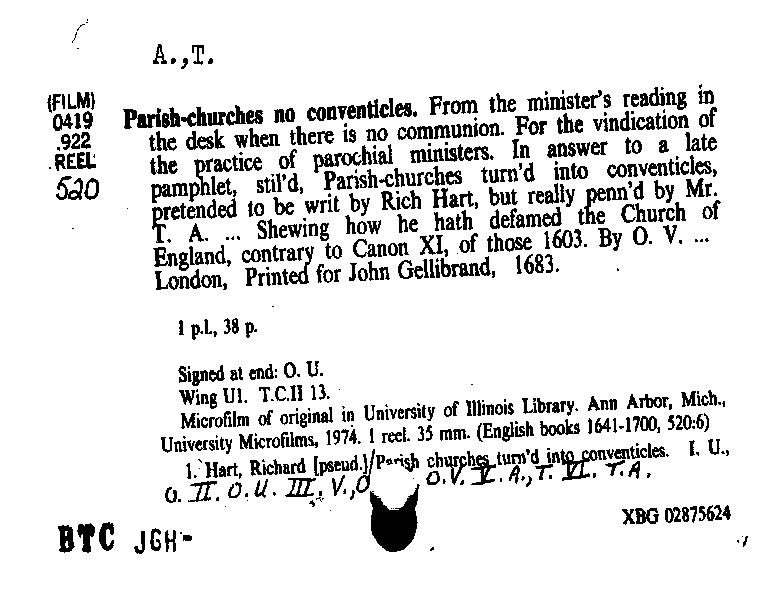 A.,T.
(FILM)
0419
.922
REEL
520
Parish-churches no conventicles. From the minister's reading in
the desk when there is no communion. For the vindication of
the practice of parochial ministers. In answer to a late
pamphlet, stil'd, Parish-churches turn'd into conventicles,
pretended to be writ by Rich Hart, but really penn'd by Mr.
T. A. ... Shewing how he hath defamed the Church of
England, contrary to Canon XI, of those 1603. By O. V. ...
London, Printed for John Gellibrand, 1683.
1 p.l., 38 p.
Signed at end: O. U.
Wing U1. T.C.II 13.
Microfilm of original in University of Illinois Library. Ann Arbor, Mich.,
University Microfilms, 1974. 1 reel. 35 mm. (English books 1641-1700, 520:6)
1. Hart, Richard [pseud.]/Parish churches turn'd into conventicles. I. U.,
O. II. O. U. III. V., O O. V. V. A., T. VI. T. A.
XBG 02875624
BTC JGH-